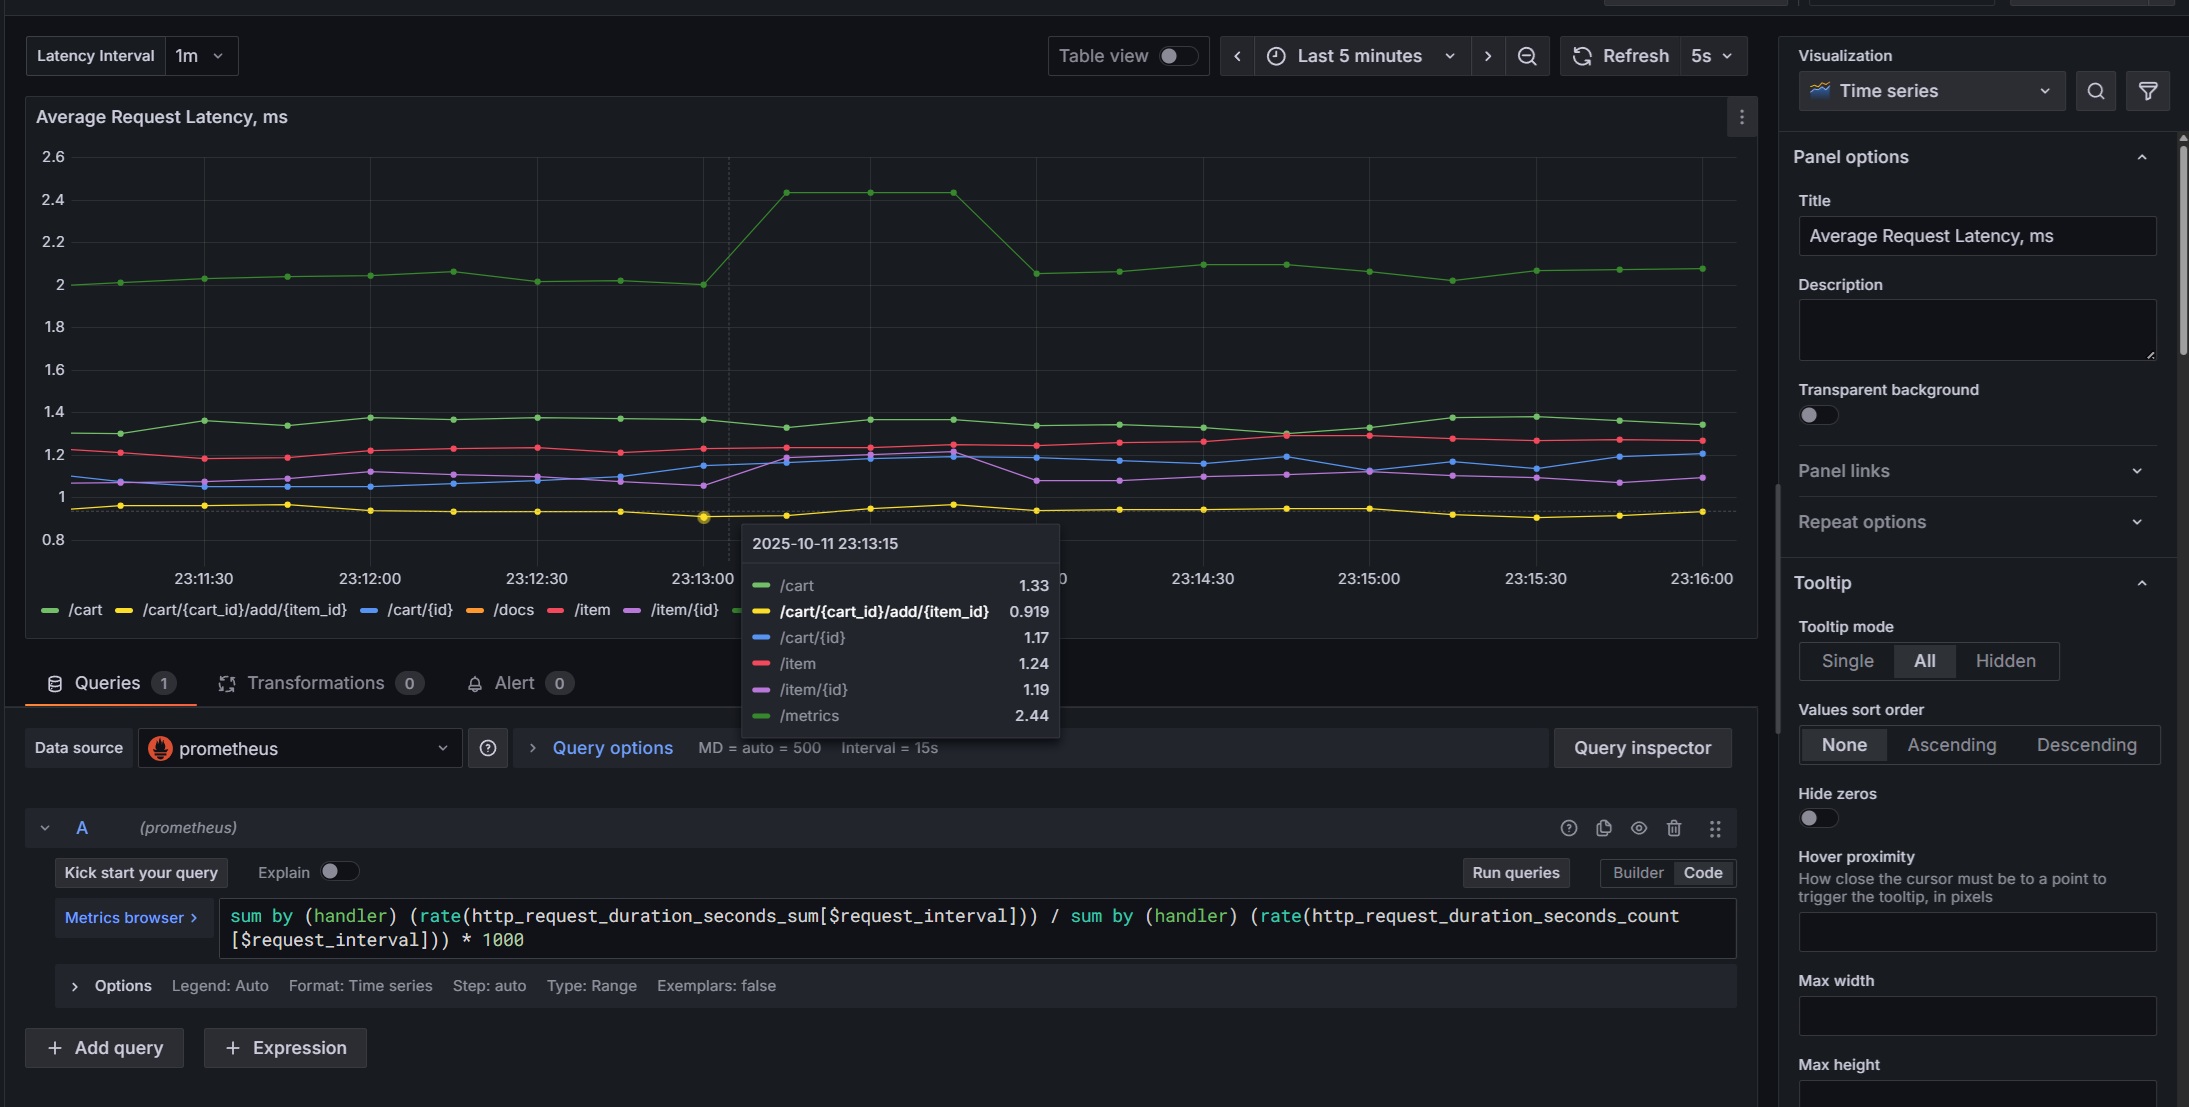 Latency Interval 1m
Table view
Last 5 minutes
Refresh 5s
Average Request Latency, ms
2.6
2.4
2.2
2
1.8
1.6
1.4
1.2
1
0.8
23:11:30 23:12:00 23:12:30 23:13:00 0 23:14:30 23:15:00 23:15:30 23:16:00
/cart /cart/{cart_id}/add/{item_id} /cart/{id} /docs /item /item/{id}
2025-10-11 23:13:15
/cart 1.33
/cart/{cart_id}/add/{item_id} 0.919
/cart/{id} 1.17
/item 1.24
/item/{id} 1.19
/metrics 2.44
Queries 1
Transformations 0
Alert 0
Data source prometheus
Query options MD = auto = 500 Interval = 15s
Query inspector
A (prometheus)
Kick start your query Explain
Run queries Builder Code
Metrics browser >
sum by (handler) (rate(http_request_duration_seconds_sum[$request_interval])) / sum by (handler) (rate(http_request_duration_seconds_count
[$request_interval])) * 1000
Options Legend: Auto Format: Time series Step: auto Type: Range Exemplars: false
+ Add query
+ Expression
Visualization
Time series
Panel options
Title
Average Request Latency, ms
Description
Transparent background
Panel links
Repeat options
Tooltip
Tooltip mode
Single All Hidden
Values sort order
None Ascending Descending
Hide zeros
Hover proximity
How close the cursor must be to a point to
trigger the tooltip, in pixels
Max width
Max height